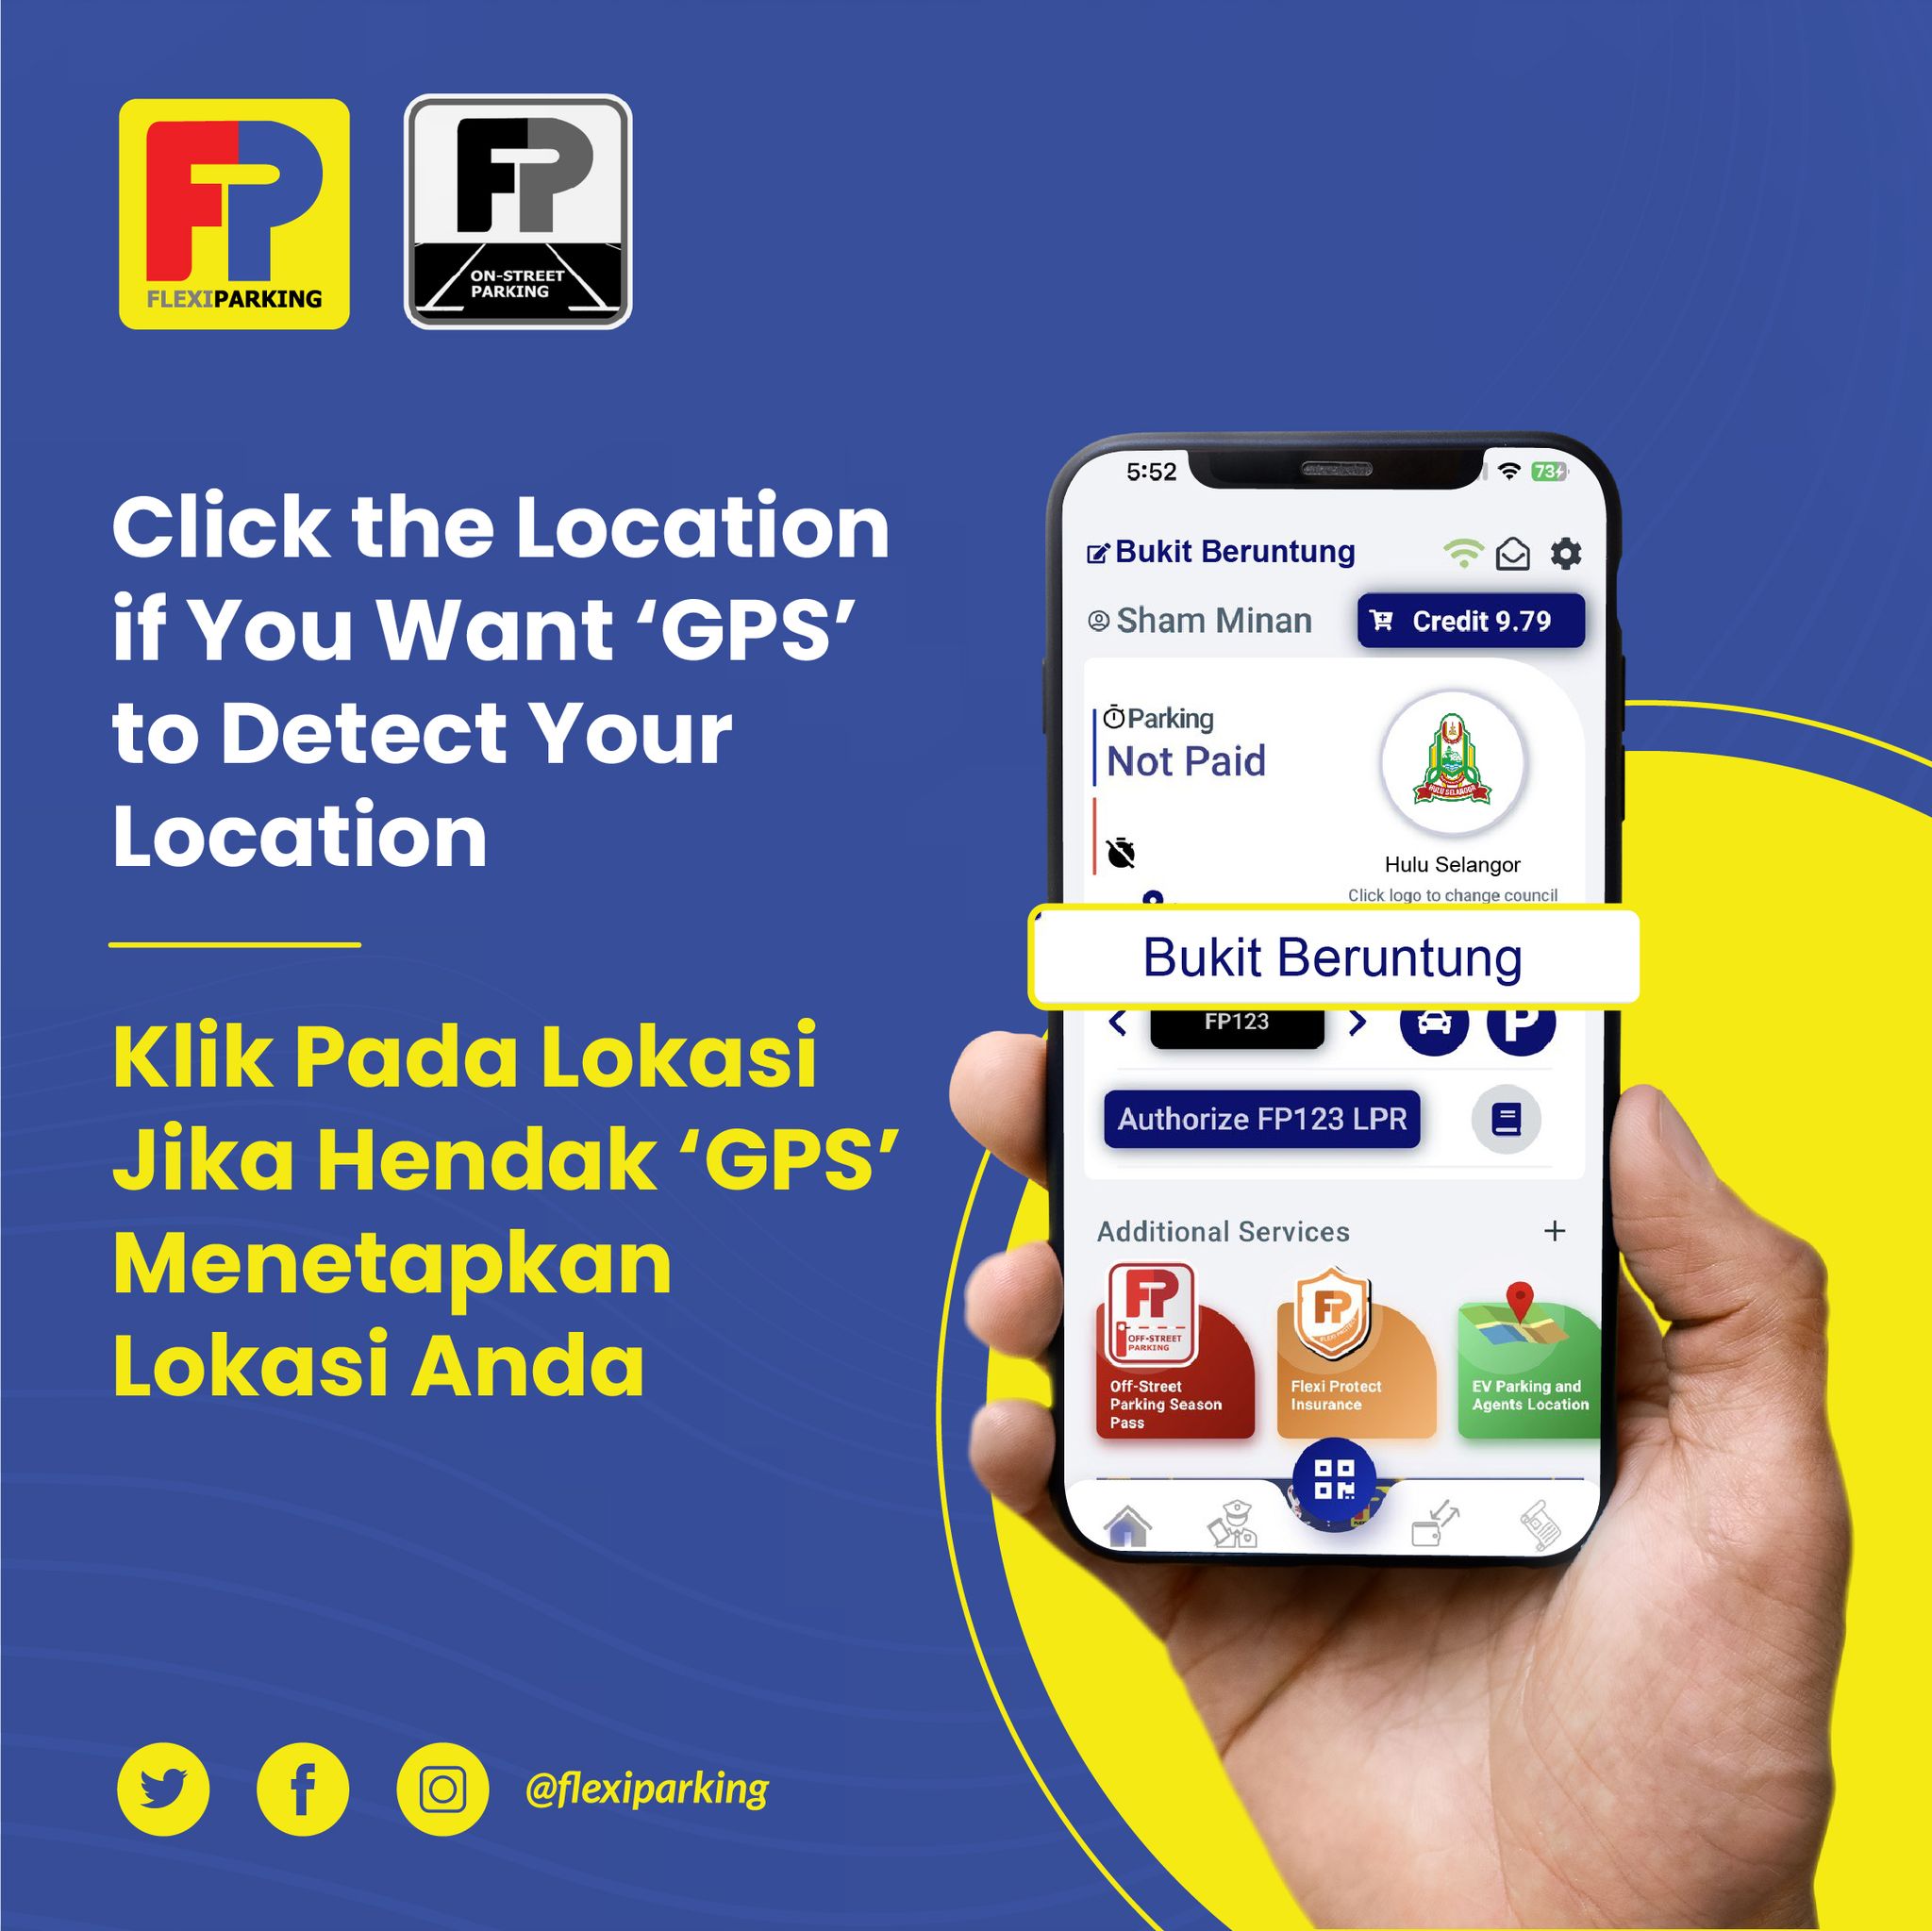 FP
FLEXIPARKING
FP
ON-STREET
PARKING
Click the Location
if You Want ‘GPS’
to Detect Your
Location
Klik Pada Lokasi
Jika Hendak ‘GPS’
Menetapkan
Lokasi Anda
@flexiparking
5:52
73
Bukit Beruntung
Sham Minan
Credit 9.79
Parking
Not Paid
HULU SELANGOR
Hulu Selangor
Click logo to change council
Bukit Beruntung
FP123
P
Authorize FP123 LPR
Additional Services
+
FP
OFF-STREET
PARKING
Off-Street
Parking Season
Pass
FP
FLEXI PROTECT
Flexi Protect
Insurance
EV Parking and
Agents Location